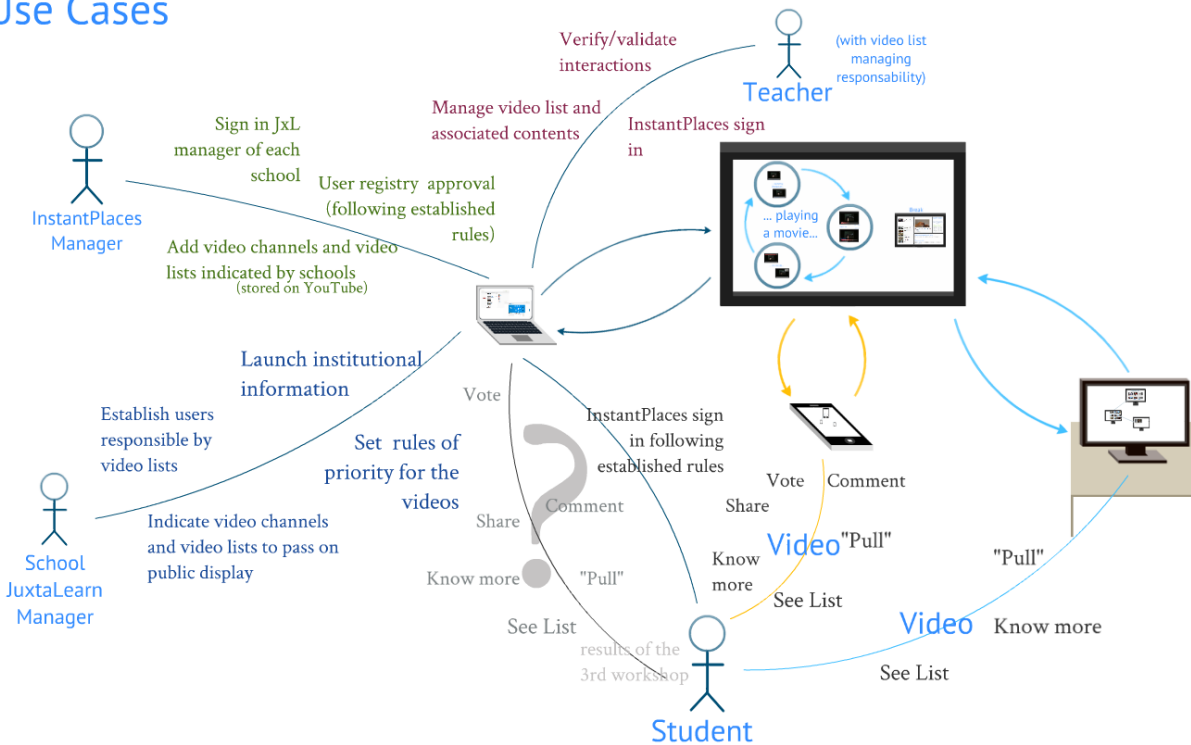 Use Cases
Verify/validate
interactions
(with video list
managing
responsability)
Teacher
Manage video list and
associated contents
InstantPlaces sign
in
Sign in JxL
manager of each
school
InstantPlaces
Manager
User registry approval
(following established
rules)
Add video channels and video
lists indicated by schools
(stored on YouTube)
... playing
a movie...
Launch institutional
information
Establish users
responsible by
video lists
Set rules of
priority for the
videos
Indicate video channels
and video lists to pass on
public display
School
JuxtaLearn
Manager
Vote
?
Comment
Share
Know more
"Pull"
See List
results of the
3rd workshop
InstantPlaces sign
in following
established rules
Vote
Comment
Share
Video
"Pull"
Know
more
See List
"Pull"
Video
Know more
See List
Student